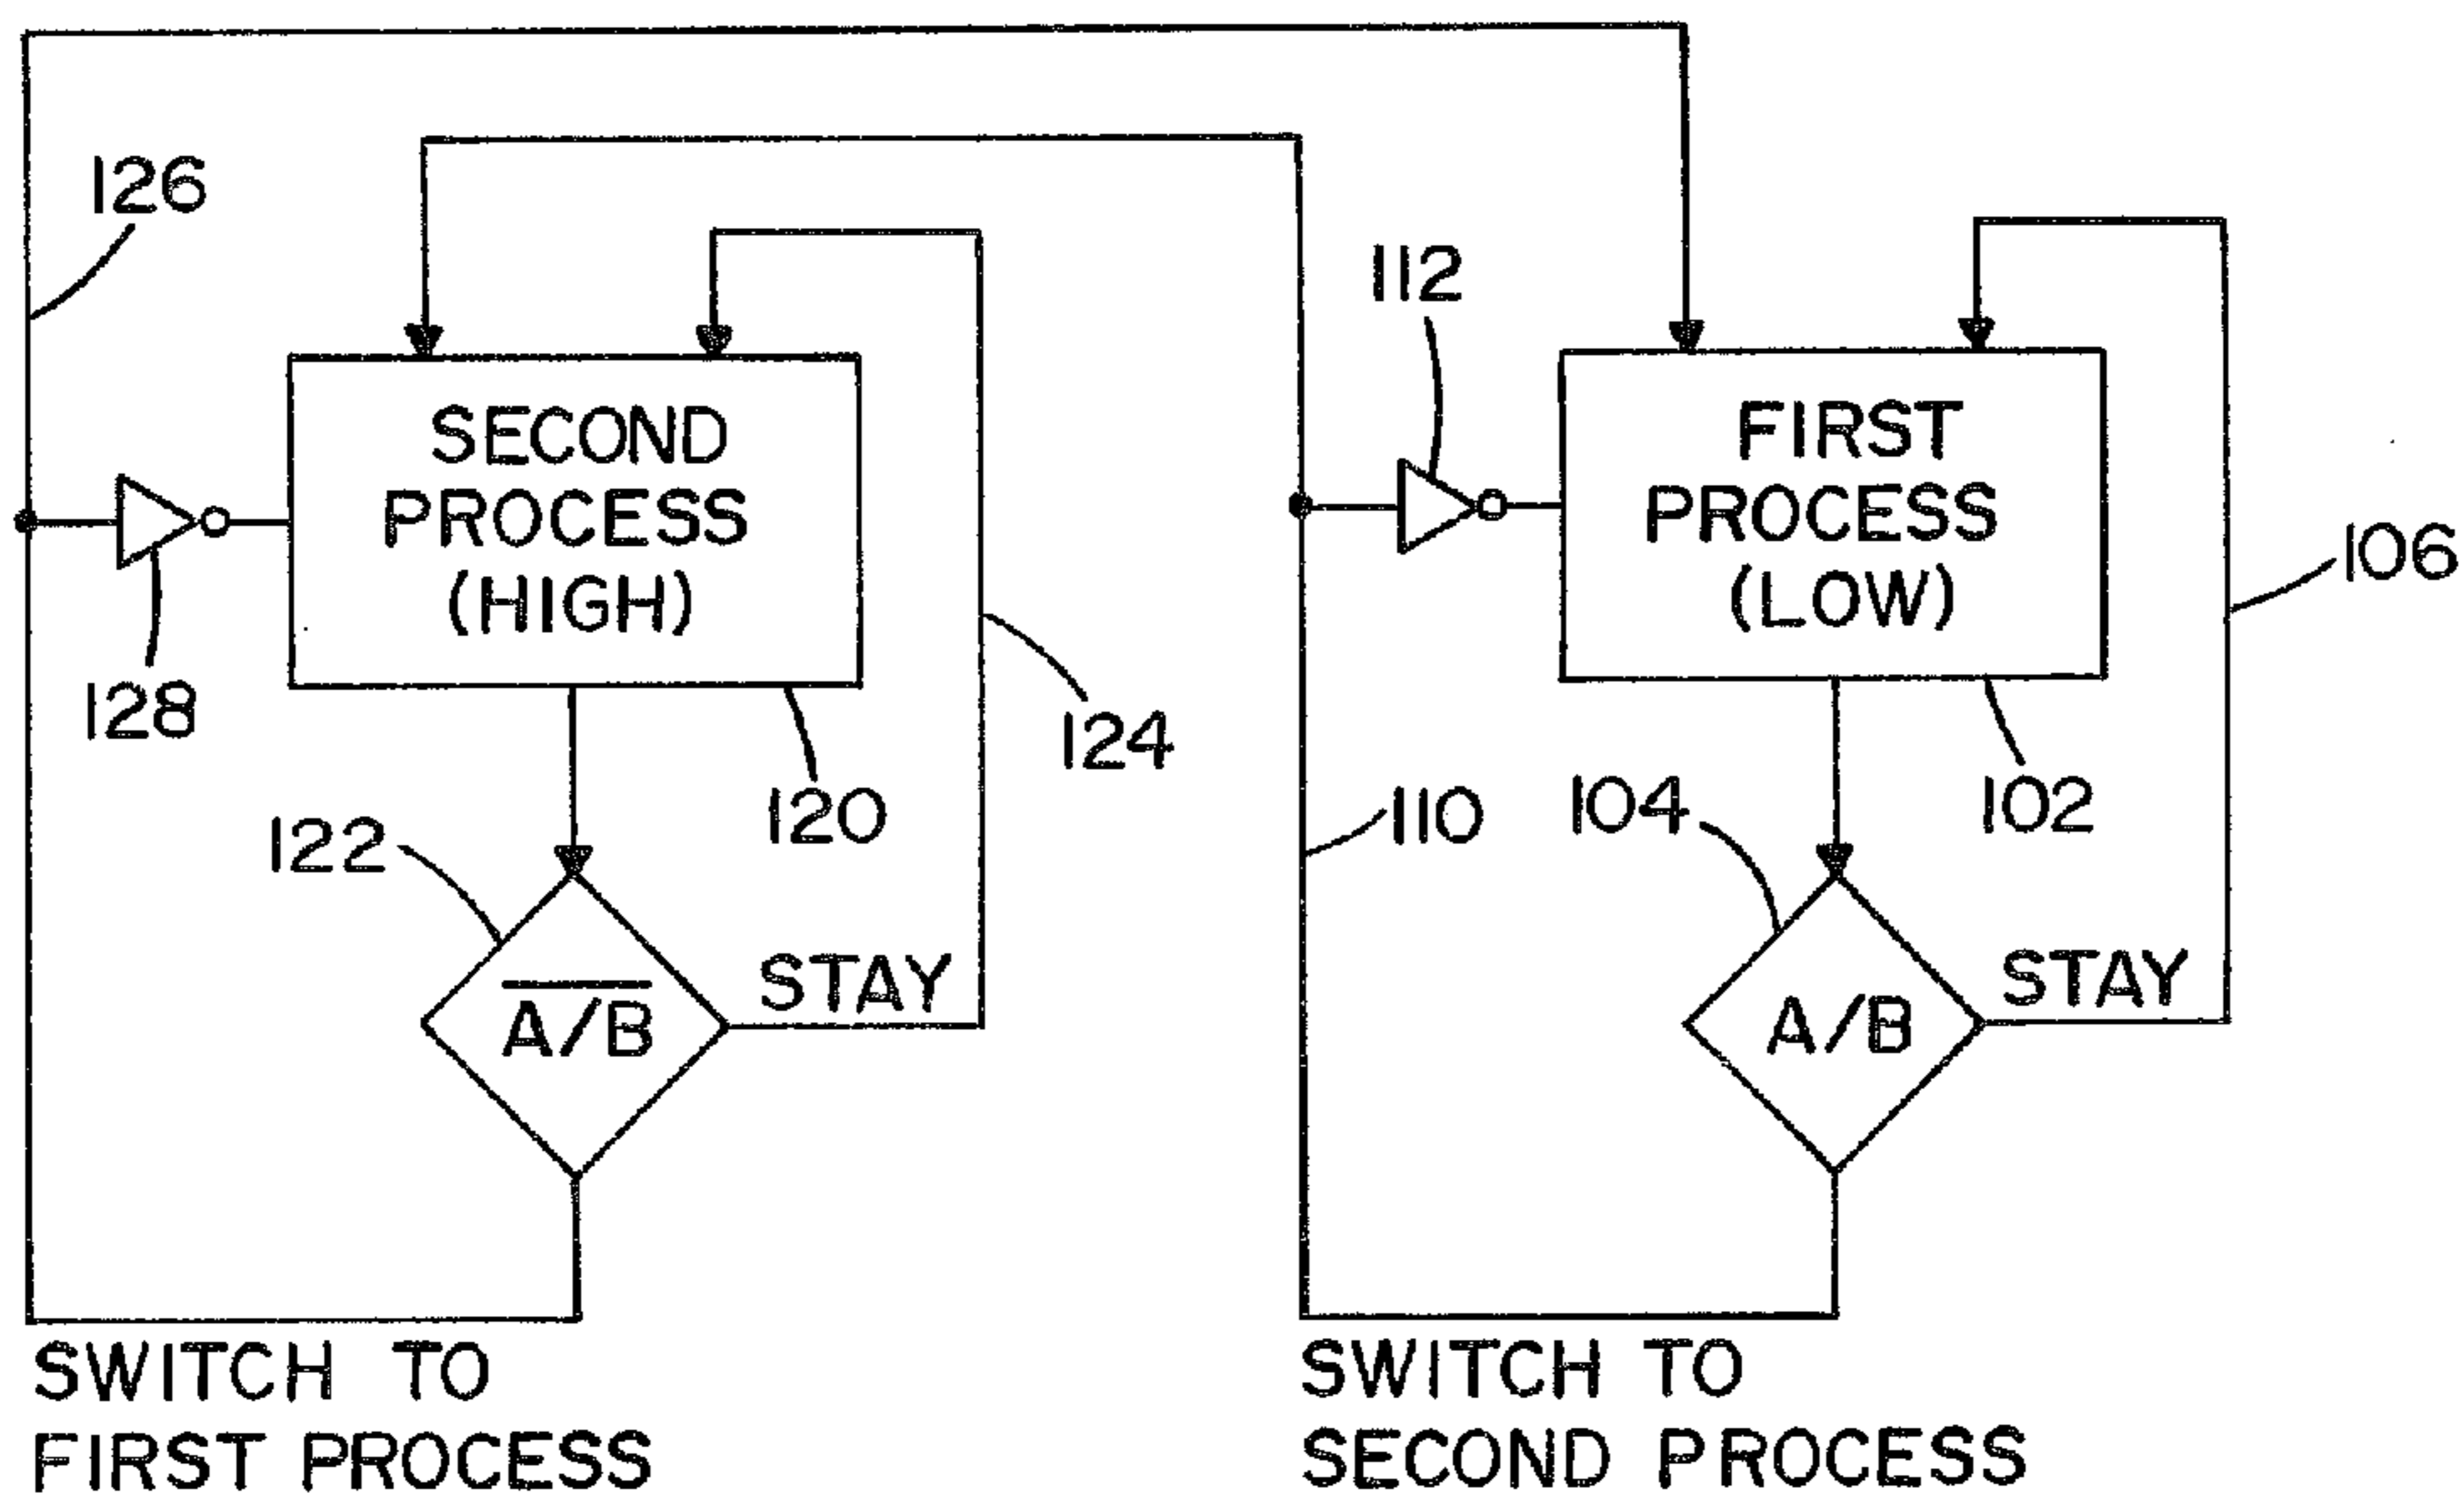 126
112
SECOND
PROCESS
(HIGH)
FIRST
PROCESS
(LOW)
106
128
124
120
110
104
102
122
A̅/̅B̅
STAY
A/B
STAY
SWITCH TO
FIRST PROCESS
SWITCH TO
SECOND PROCESS